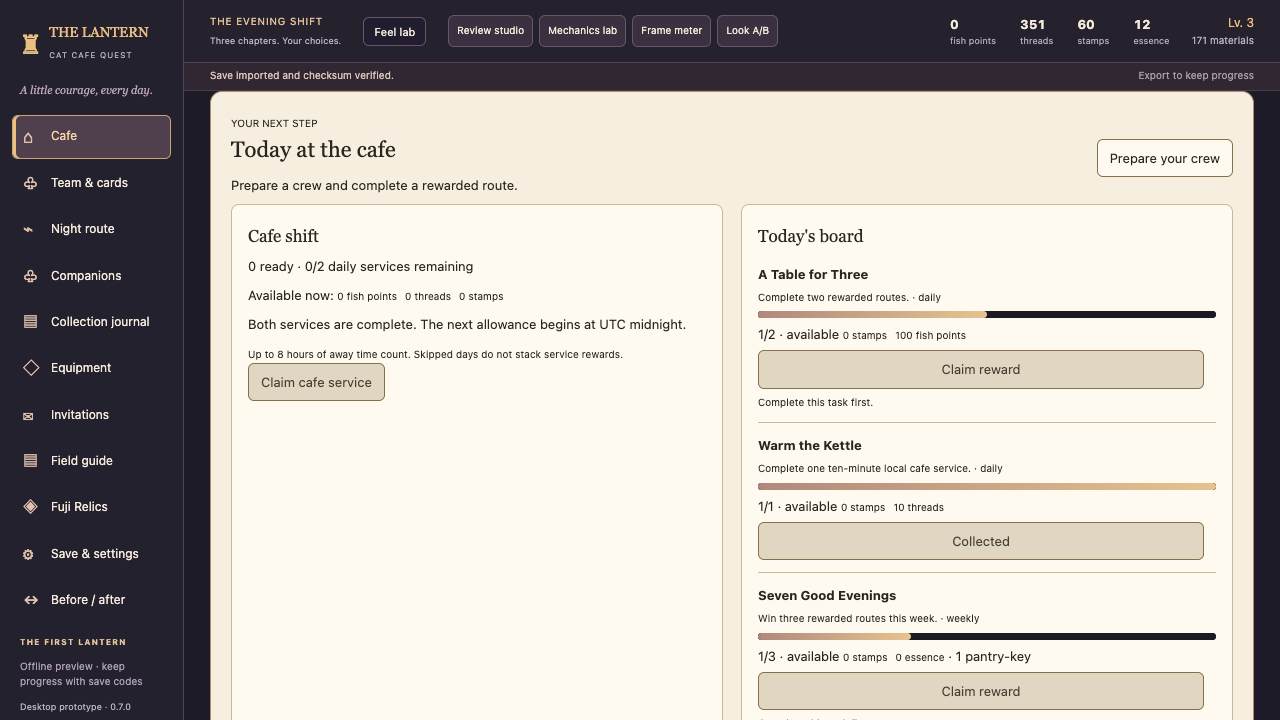 THE LANTERN
CAT CAFE QUEST
A little courage, every day.
Cafe
Team & cards
Night route
Companions
Collection journal
Equipment
Invitations
Field guide
Fuji Relics
Save & settings
Before / after
THE FIRST LANTERN
Offline preview · keep
progress with save codes
Desktop prototype · 0.7.0
THE EVENING SHIFT
Three chapters. Your choices.
Feel lab
Review studio
Mechanics lab
Frame meter
Look A/B
0
fish points
351
threads
60
stamps
12
essence
Lv. 3
171 materials
Save imported and checksum verified.
Export to keep progress
YOUR NEXT STEP
Today at the cafe
Prepare a crew and complete a rewarded route.
Prepare your crew
Cafe shift
0 ready · 0/2 daily services remaining
Available now: 0 fish points 0 threads 0 stamps
Both services are complete. The next allowance begins at UTC midnight.
Up to 8 hours of away time count. Skipped days do not stack service rewards.
Claim cafe service
Today's board
A Table for Three
Complete two rewarded routes. · daily
1/2 · available 0 stamps 100 fish points
Claim reward
Complete this task first.
Warm the Kettle
Complete one ten-minute local cafe service. · daily
1/1 · available 0 stamps 10 threads
Collected
Seven Good Evenings
Win three rewarded routes this week. · weekly
1/3 · available 0 stamps 0 essence · 1 pantry-key
Claim reward